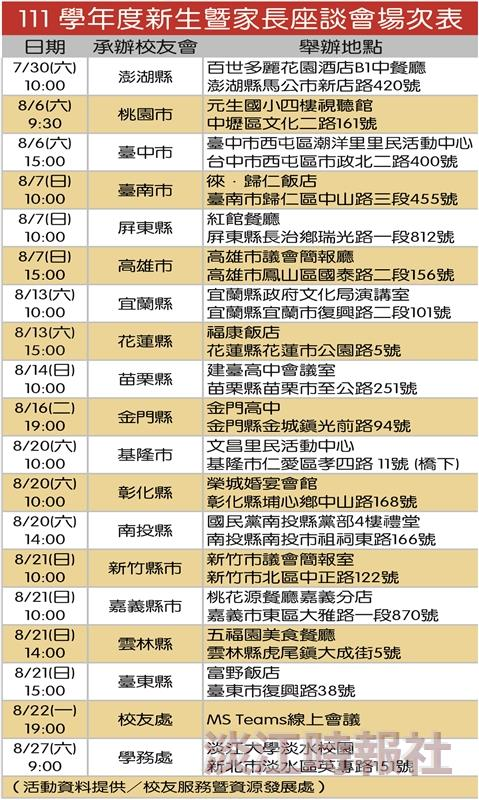 111 學年度新生暨家長座談會場次表
日期 承辦校友會 舉辦地點
7/30(六) 10:00 澎湖縣 百世多麗花園酒店B1中餐廳
澎湖縣馬公市新店路420號
8/6(六) 9:30 桃園市 元生國小四樓視聽館
中壢區文化二路161號
8/6(六) 15:00 臺中市 臺中市西屯區潮洋里里民活動中心
台中市西屯區市政北二路400號
8/7(日) 10:00 臺南市 徠‧歸仁飯店
臺南市歸仁區中山路三段455號
8/7(日) 10:00 屏東縣 紅館餐廳
屏東縣長治鄉瑞光路一段812號
8/7(日) 15:00 高雄市 高雄市議會簡報廳
高雄市鳳山區國泰路二段156號
8/13(六) 10:00 宜蘭縣 宜蘭縣政府文化局演講室
宜蘭縣宜蘭市復興路二段101號
8/13(六) 15:00 花蓮縣 福康飯店
花蓮縣花蓮市公園路5號
8/14(日) 10:00 苗栗縣 建臺高中會議室
苗栗縣苗栗市至公路251號
8/16(二) 19:00 金門縣 金門高中
金門縣金城鎮光前路94號
8/20(六) 10:00 基隆市 文昌里民活動中心
基隆市仁愛區孝四路 11號 (橋下)
8/20(六) 10:00 彰化縣 榮城婚宴會館
彰化縣埔心鄉中山路168號
8/20(六) 14:00 南投縣 國民黨南投縣黨部4樓禮堂
南投縣南投市祖祠東路166號
8/21(日) 10:00 新竹縣市 新竹市議會簡報室
新竹市北區中正路122號
8/21(日) 10:00 嘉義縣市 桃花源餐廳嘉義分店
嘉義市東區大雅路一段870號
8/21(日) 14:00 雲林縣 五福園美食餐廳
雲林縣虎尾鎮大成街5號
8/21(日) 15:00 臺東縣 富野飯店
臺東市復興路38號
8/22(一) 19:00 校友處 MS Teams線上會議
8/27(六) 9:00 學務處 淡江大學淡水校園
新北市淡水區英專路151號
淡江時報社
（活動資料提供／校友服務暨資源發展處）